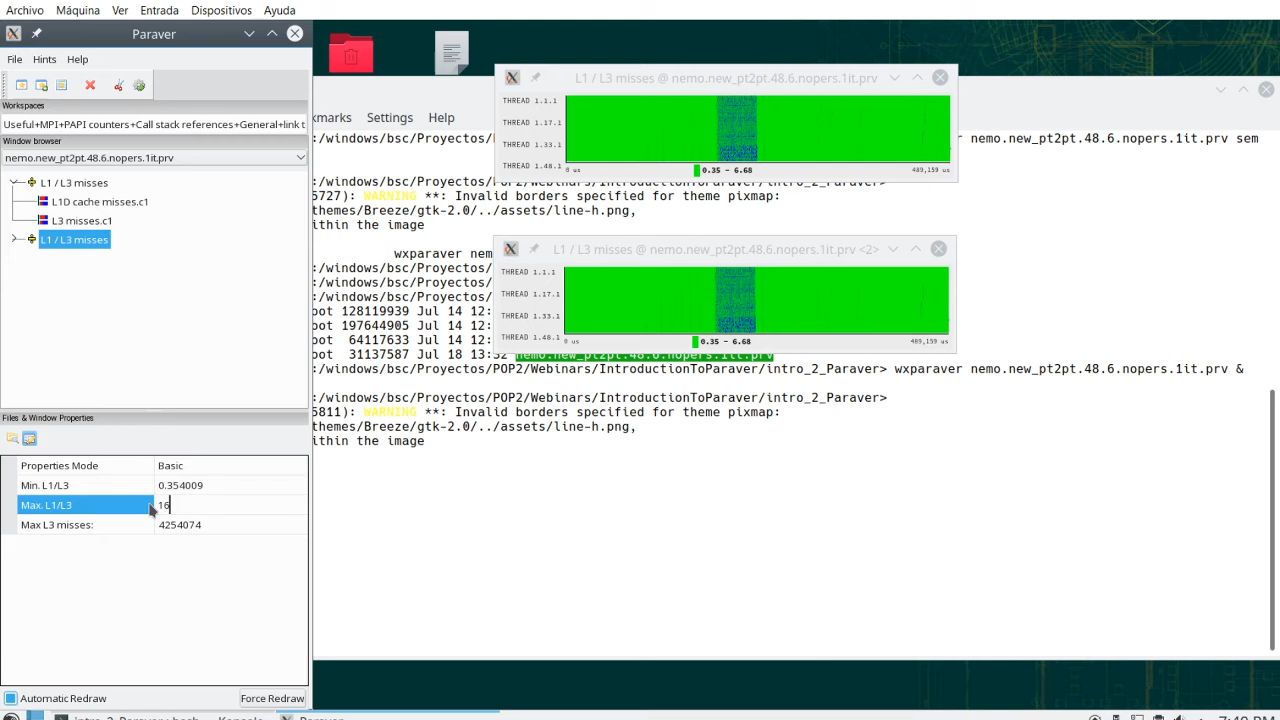 Archivo Máquina Ver Entrada Dispositivos Ayuda
Paraver
File Hints Help
Workspaces
Useful+MPI+PAPI counters+Call stack references+General+link t
Window browser
nemo.new_pt2pt.48.6.nopers.1it.prv
L1 / L3 misses
L1D cache misses.c1
L3 misses.c1
L1 / L3 misses
Files & Window Properties
Properties Mode Basic
Min. L1/L3 0.354009
Max. L1/L3 16
Max L3 misses: 4254074
Automatic Redraw Force Redraw
L1 / L3 misses @ nemo.new_pt2pt.48.6.nopers.1it.prv
THREAD 1.1.1
THREAD 1.17.1
THREAD 1.33.1
THREAD 1.48.1
0 us 0.35 - 6.68 489,159 us
L1 / L3 misses @ nemo.new_pt2pt.48.6.nopers.1it.prv <2>
THREAD 1.1.1
THREAD 1.17.1
THREAD 1.33.1
THREAD 1.48.1
0 us 0.35 - 6.68 489,159 us
kmarks Settings Help
:/windows/bsc/Proyectos/ nemo.new_pt2pt.48.6.nopers.1it.prv sem
:/windows/bsc/Proyectos/POP2/Webinars/IntroductionToParaver/intro_2_Paraver>
5727): WARNING **: Invalid borders specified for theme pixmap:
themes/Breeze/gtk-2.0/../assets/line-h.png,
ithin the image
wxparaver nem
:/windows/bsc/Proyectos/
:/windows/bsc/Proyectos/
:/windows/bsc/Proyectos/
oot 128119939 Jul 14 12:
oot 197644905 Jul 14 12:
oot 64117633 Jul 14 12:
oot 31137587 Jul 18 13:32 nemo.new_pt2pt.48.6.nopers.1it.prv
:/windows/bsc/Proyectos/POP2/Webinars/IntroductionToParaver/intro_2_Paraver> wxparaver nemo.new_pt2pt.48.6.nopers.1it.prv &
:/windows/bsc/Proyectos/POP2/Webinars/IntroductionToParaver/intro_2_Paraver>
5811): WARNING **: Invalid borders specified for theme pixmap:
themes/Breeze/gtk-2.0/../assets/line-h.png,
ithin the image